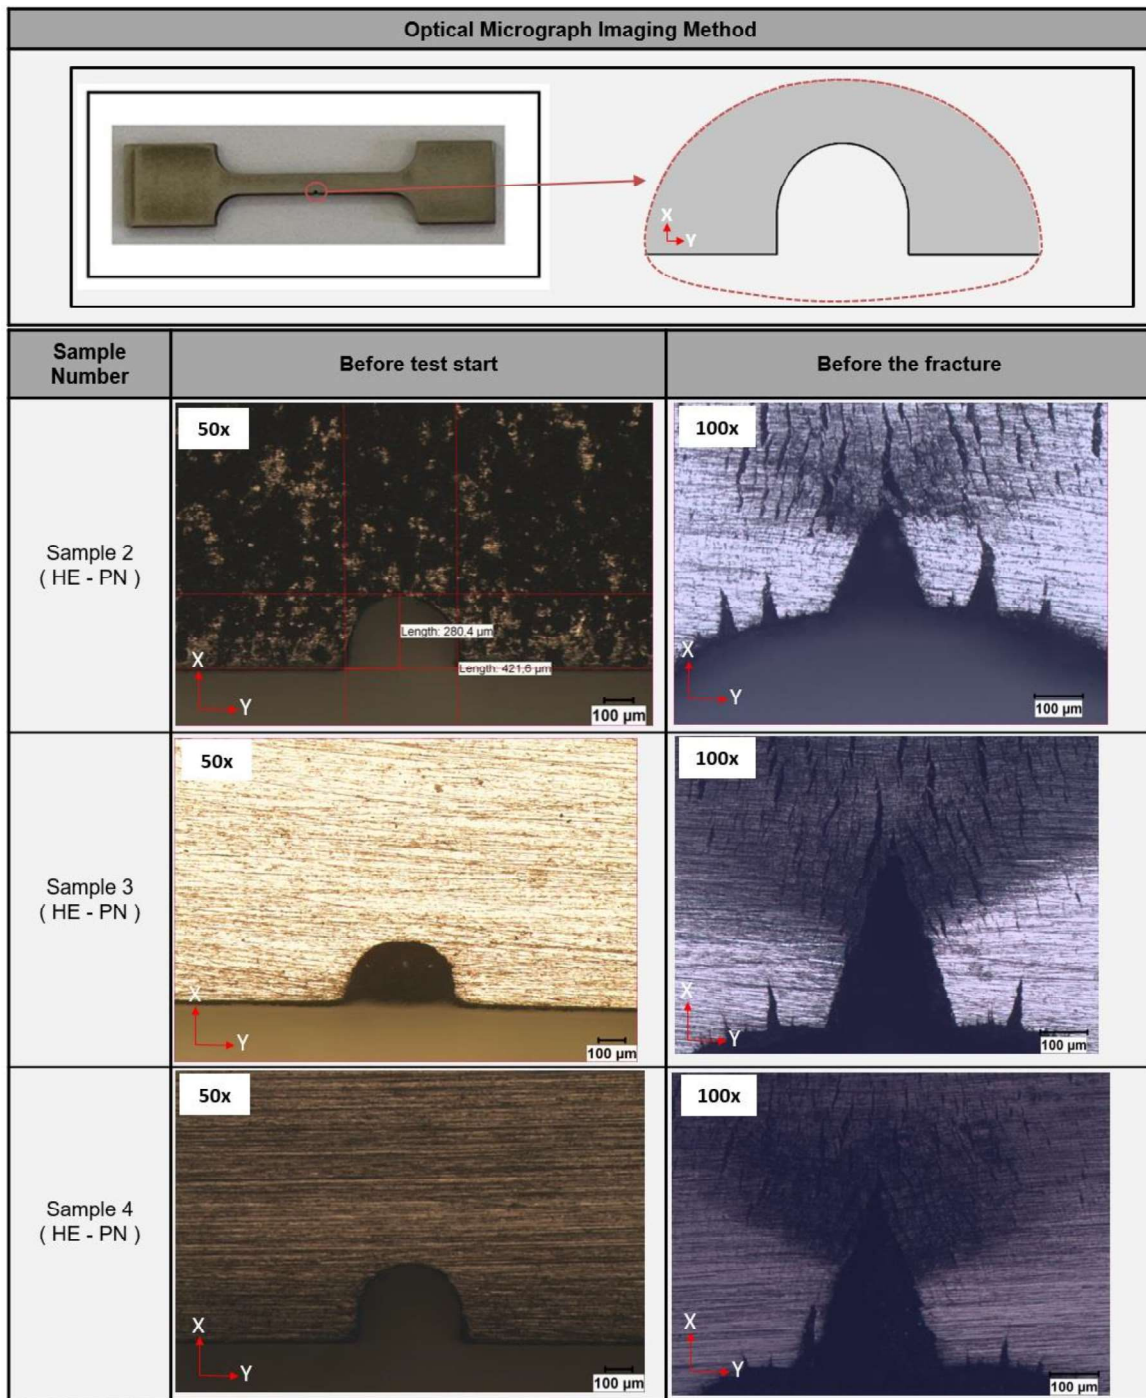 Optical Micrograph Imaging Method
X
Y
Sample
Number
Before test start
Before the fracture
Sample 2
( HE - PN )
50x
Length: 280,4 µm
Length: 421,6 µm
X
Y
100 µm
100x
X
Y
100 µm
Sample 3
( HE - PN )
50x
X
Y
100 µm
100x
X
Y
100 µm
Sample 4
( HE - PN )
50x
X
Y
100 µm
100x
X
Y
100 µm